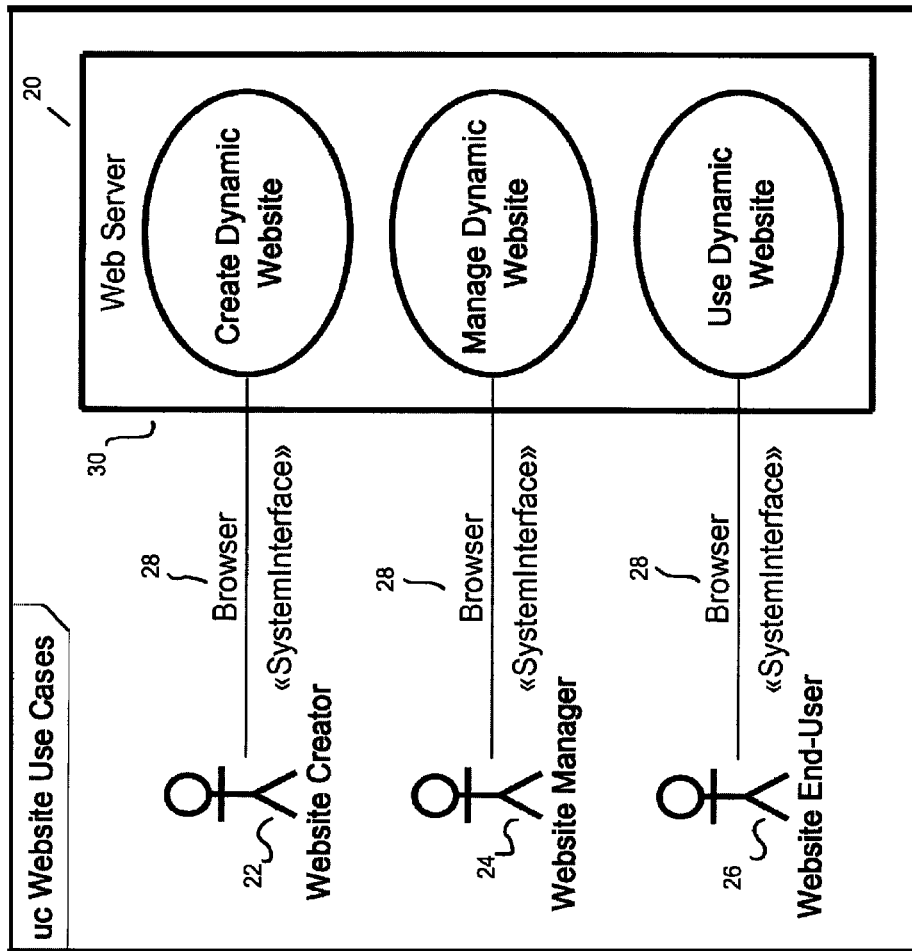 uc Website Use Cases
20
Web Server
30
22
Website Creator
28
Browser
«SystemInterface»
Create Dynamic
Website
24
Website Manager
28
Browser
«SystemInterface»
Manage Dynamic
Website
26
Website End-User
28
Browser
«SystemInterface»
Use Dynamic
Website